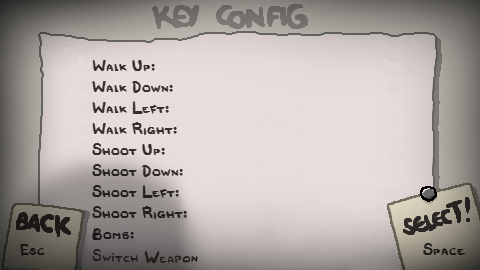 KEY CONFIG
WALK UP:
WALK DOWN:
WALK LEFT:
WALK RIGHT:
SHOOT UP:
SHOOT DOWN:
SHOOT LEFT:
SHOOT RIGHT:
BOMB:
SWITCH WEAPON
BACK
ESC
SELECT!
SPACE